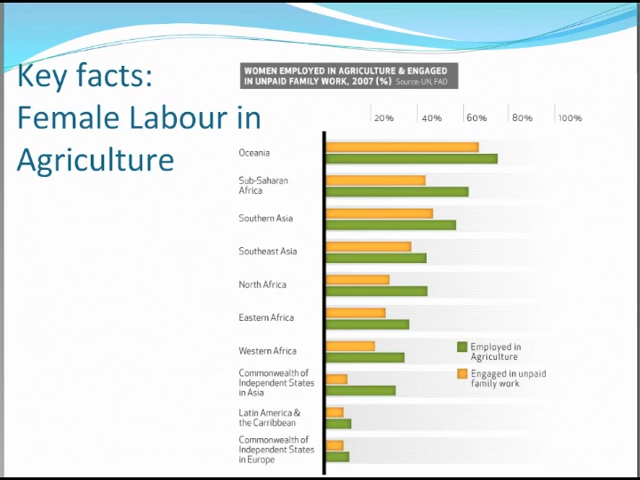 Key facts:
Female Labour in
Agriculture
WOMEN EMPLOYED IN AGRICULTURE & ENGAGED
IN UNPAID FAMILY WORK, 2007 (%) Source: UN, FAO
20% 40% 60% 80% 100%
Oceania
Sub-Saharan
Africa
Southern Asia
Southeast Asia
North Africa
Eastern Africa
Western Africa
Commonwealth of
Independent States
in Asia
Latin America &
the Carribbean
Commonwealth of
Independent States
in Europe
Employed in
Agriculture
Engaged in unpaid
family work